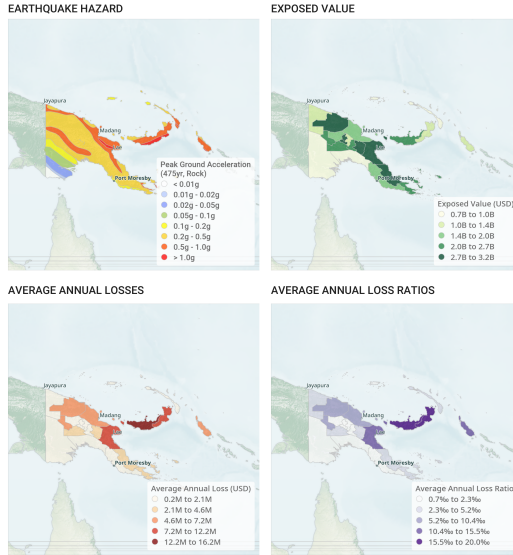 EARTHQUAKE HAZARD
Jayapura
Madang
Lae
Port Moresby
Peak Ground Acceleration
(475yr, Rock)
< 0.01g
0.01g - 0.02g
0.02g - 0.05g
0.05g - 0.1g
0.1g - 0.2g
0.2g - 0.5g
0.5g - 1.0g
> 1.0g
EXPOSED VALUE
Jayapura
Madang
Port Moresby
Exposed Value (USD)
0.7B to 1.0B
1.0B to 1.4B
1.4B to 2.0B
2.0B to 2.7B
2.7B to 3.2B
AVERAGE ANNUAL LOSSES
Jayapura
Madang
Port Moresby
Average Annual Loss (USD)
0.2M to 2.1M
2.1M to 4.6M
4.6M to 7.2M
7.2M to 12.2M
12.2M to 16.2M
AVERAGE ANNUAL LOSS RATIOS
Jayapura
Madang
Port Moresby
Average Annual Loss Ratio
0.7‰ to 2.3‰
2.3‰ to 5.2‰
5.2‰ to 10.4‰
10.4‰ to 15.5‰
15.5‰ to 20.0‰